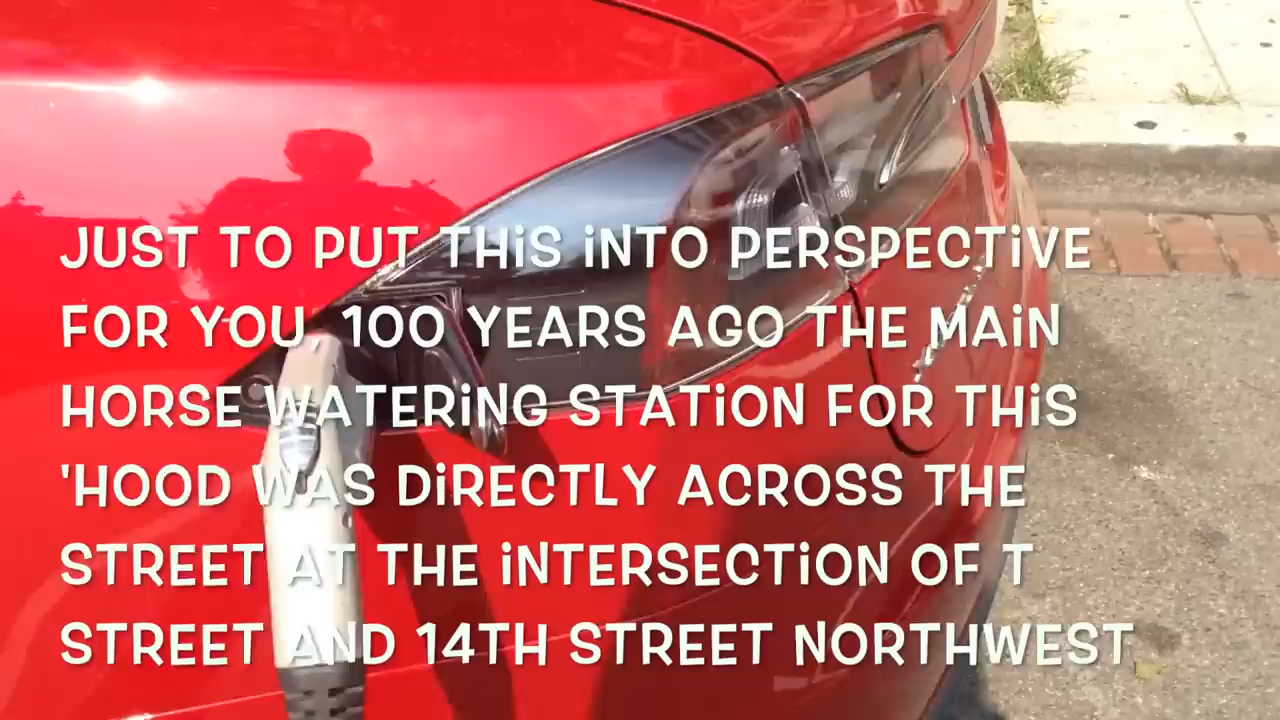 JUST TO PUT THIS INTO PERSPECTIVE
FOR YOU, 100 YEARS AGO THE MAIN
HORSE WATERING STATION FOR THIS
'HOOD WAS DIRECTLY ACROSS THE
STREET AT THE INTERSECTION OF T
STREET AND 14TH STREET NORTHWEST